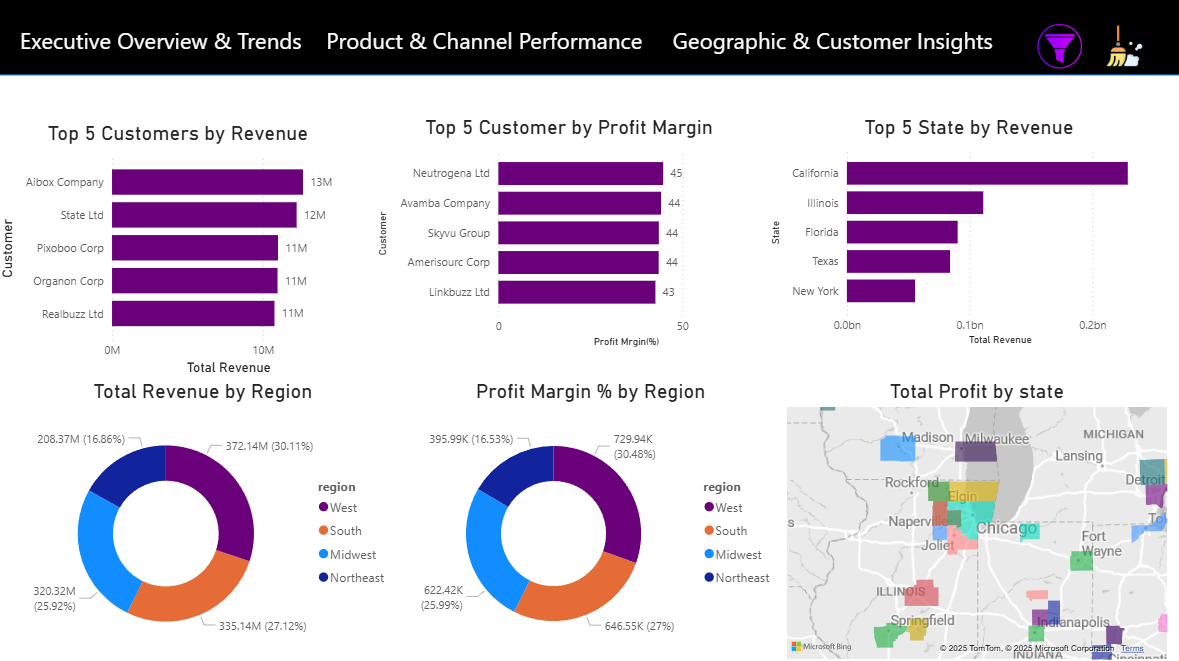 Executive Overview & Trends
Product & Channel Performance
Geographic & Customer Insights
Top 5 Customers by Revenue
Customer
Aibox Company
13M
State Ltd
12M
Pixoboo Corp
11M
Organon Corp
11M
Realbuzz Ltd
11M
0M
10M
Total Revenue
Top 5 Customer by Profit Margin
Customer
Neutrogena Ltd
45
Avamba Company
44
Skyvu Group
44
Amerisourc Corp
44
Linkbuzz Ltd
43
0
50
Profit Mrgin(%)
Top 5 State by Revenue
State
California
Illinois
Florida
Texas
New York
0.0bn
0.1bn
0.2bn
Total Revenue
Total Revenue by Region
208.37M (16.86%)
372.14M (30.11%)
320.32M
(25.92%)
335.14M (27.12%)
region
West
South
Midwest
Northeast
Profit Margin % by Region
395.99K (16.53%)
729.94K
(30.48%)
622.42K
(25.99%)
646.55K (27%)
region
West
South
Midwest
Northeast
Total Profit by state
Madison
Milwaukee
MICHIGAN
Lansing
Rockford
Elgin
Detroit
Naperville
Chicago
To
s
Joliet
Fort
Wayne
ILLINOIS
Springfield
Indianapolis
Microsoft Bing
© 2025 TomTom, © 2025 Microsoft Corporation
Terms
INDIANA
Cincinnati